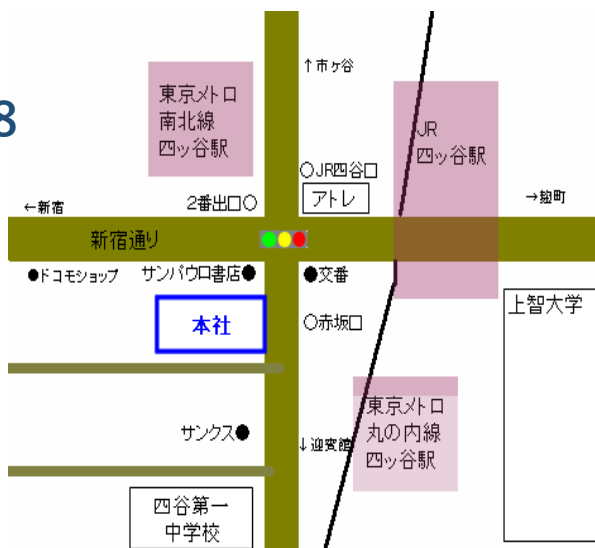 8
↑市ヶ谷
東京メトロ
南北線
四ッ谷駅
JR
四ッ谷駅
○JR四谷口
アトレ
2番出口○
←新宿
→麹町
新宿通り
●ドコモショップ
サンパウロ書店●
●交番
本社
○赤坂口
上智大学
東京メトロ
丸の内線
四ッ谷駅
サンクス●
↓迎賓館
四谷第一
中学校